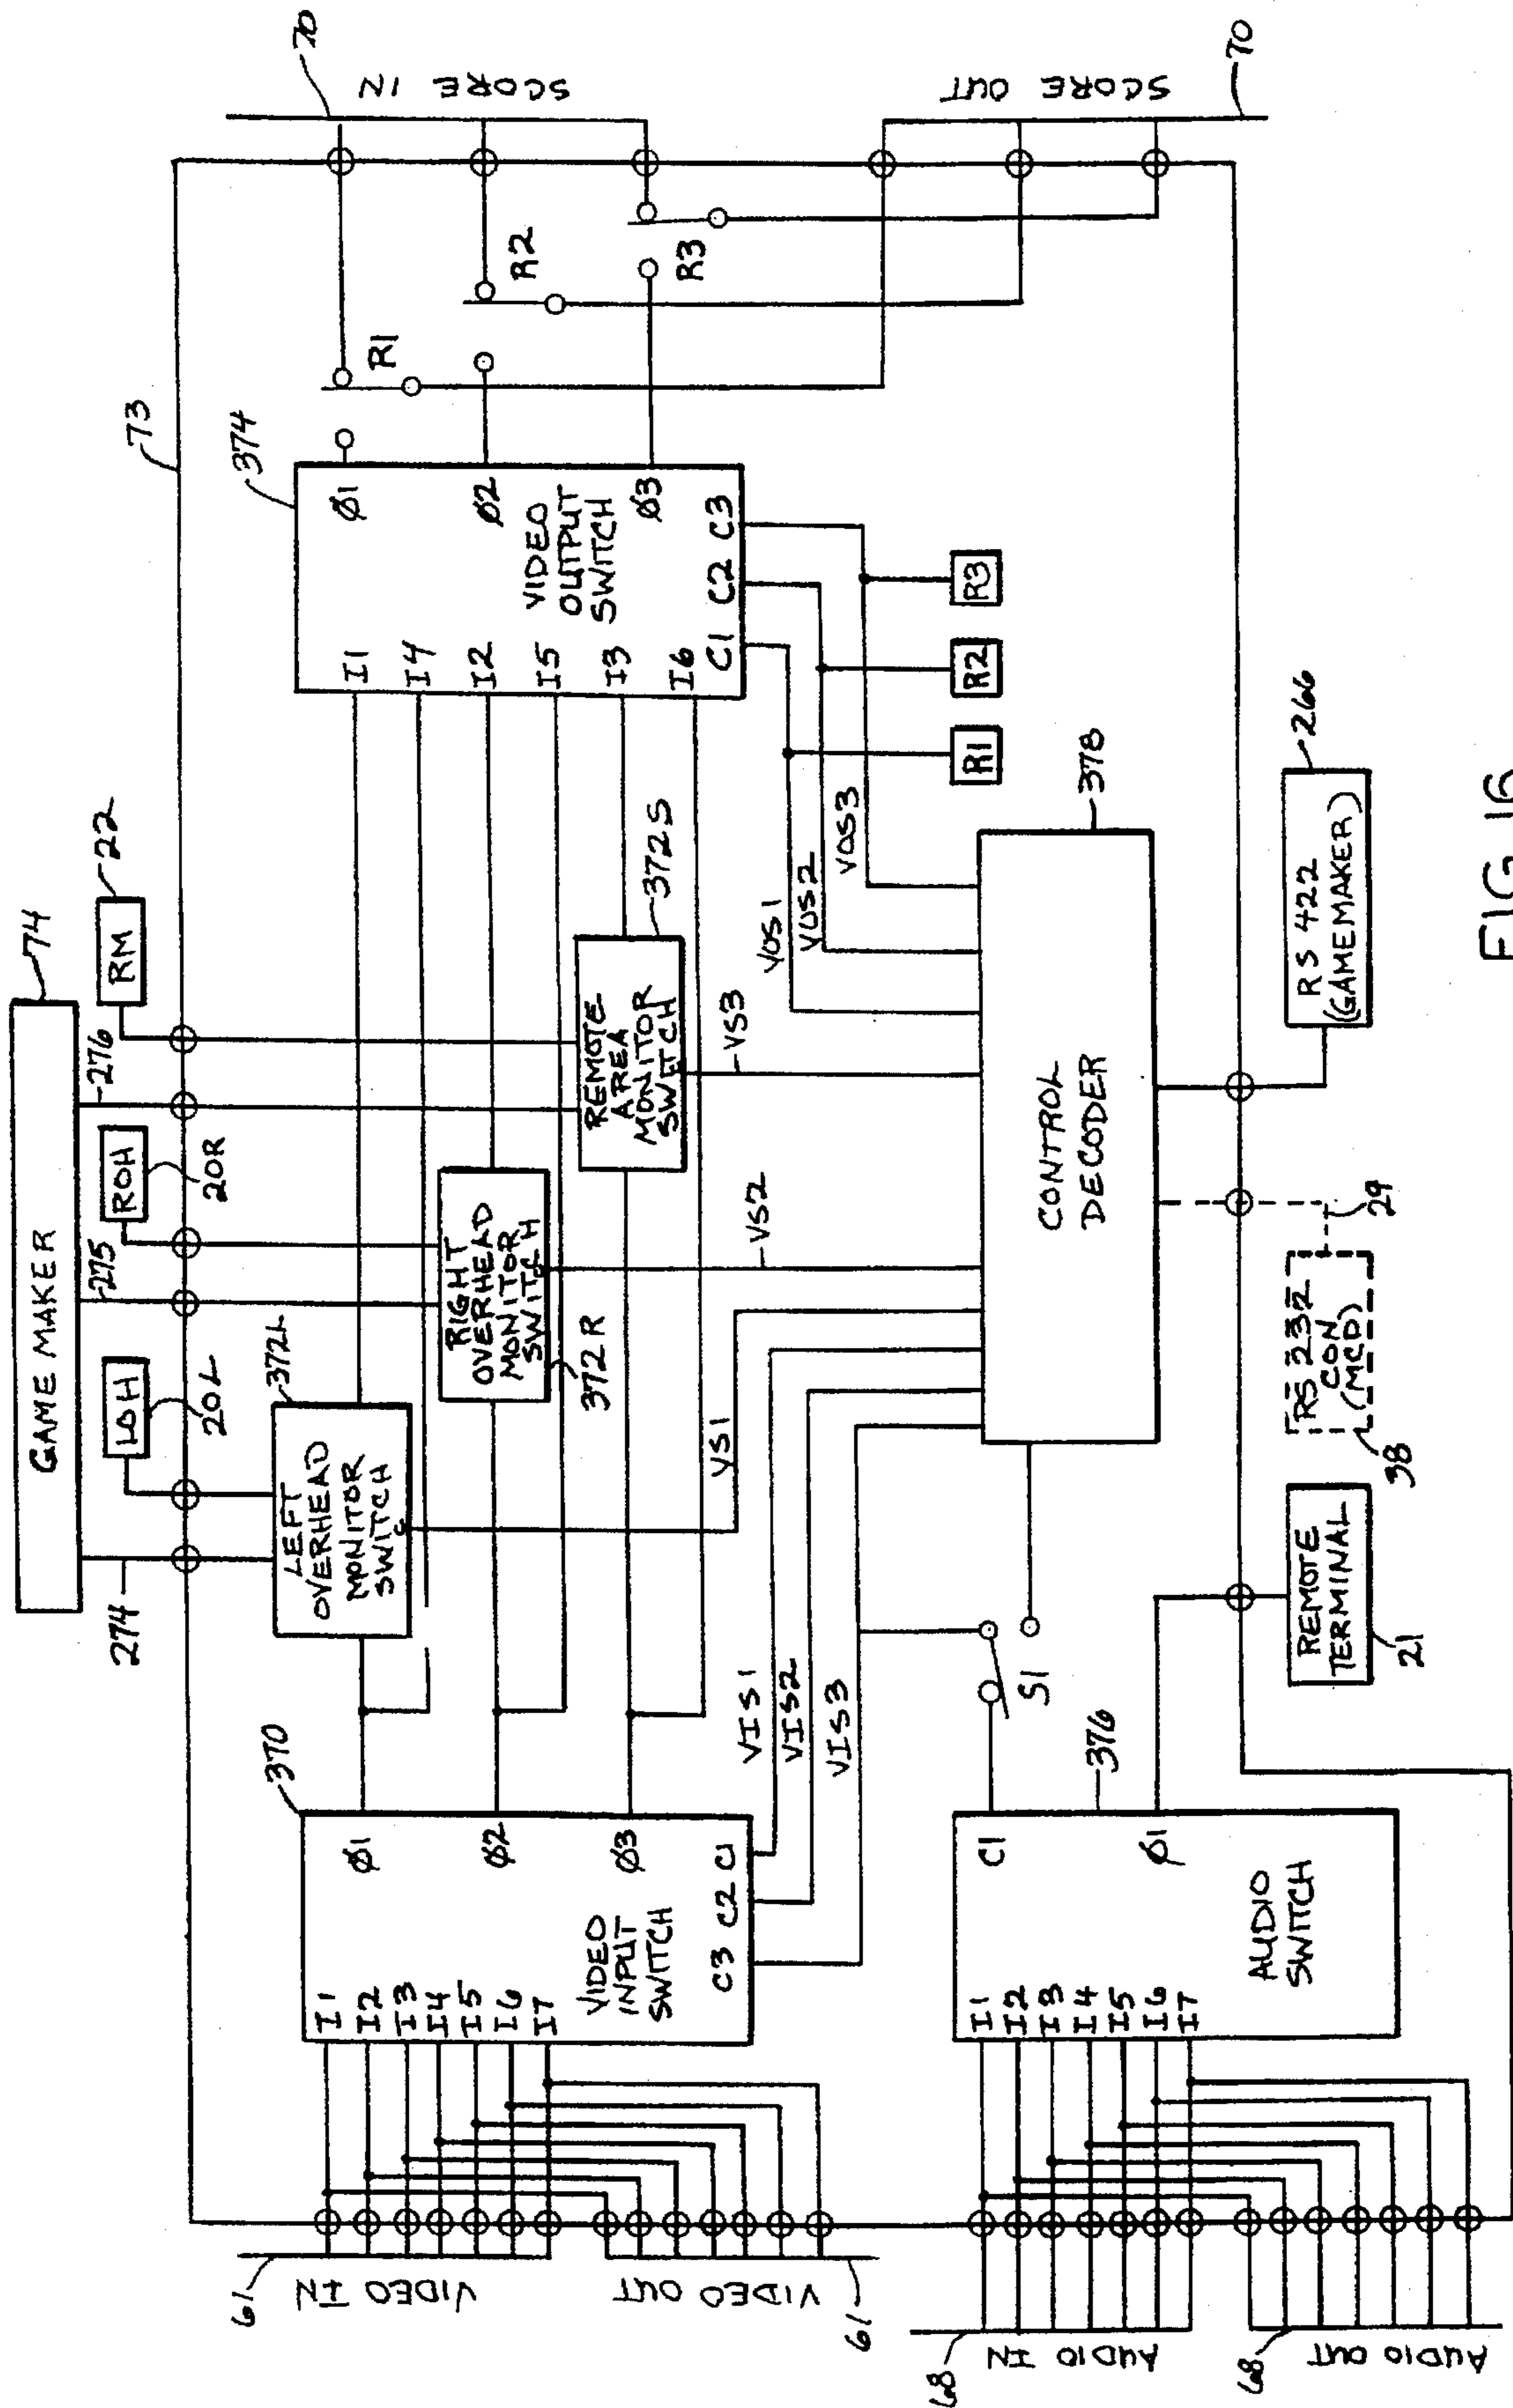 GAME MAKER
74
274
LOH
20L
275
ROH
20R
276
RM
22
73
372L
LEFT
OVERHEAD
MONITOR
SWITCH
RIGHT
OVERHEAD
MONITOR
SWITCH
372R
REMOTE
AREA
MONITOR
SWITCH
372S
370
I1
I2
I3
I4
I5
I6
I7
Ø1
Ø2
Ø3
VIDEO
INPUT
SWITCH
C3 C2 C1
61
VIDEO IN
VIDEO OUT
61
374
I1
I4
I2
I5
I3
I6
Ø1
Ø2
Ø3
VIDEO
OUTPUT
SWITCH
C1 C2 C3
R1
R2
R3
70
SCORE IN
SCORE OUT
70
VS1
VS2
VS3
VIS1
VIS2
VIS3
VOS1
VOS2
VOS3
R1
R2
R3
S1
CONTROL
DECODER
378
376
I1
I2
I3
I4
I5
I6
I7
C1
Ø1
AUDIO
SWITCH
68
AUDIO IN
68
AUDIO OUT
REMOTE
TERMINAL
21
RS 232
CON
(MCD)
38
29
RS 422
(GAMEMAKER)
266
FIG 16